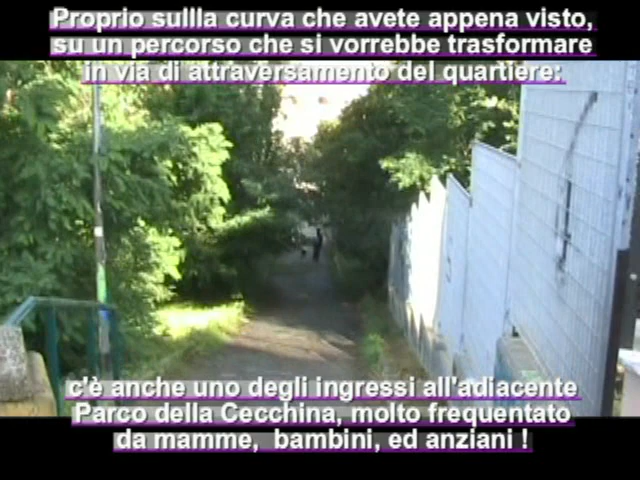 Proprio sullla curva che avete appena visto,
su un percorso che si vorrebbe trasformare
in via di attraversamento del quartiere:
c'è anche uno degli ingressi all'adiacente
Parco della Cecchina, molto frequentato
da mamme,  bambini, ed anziani !